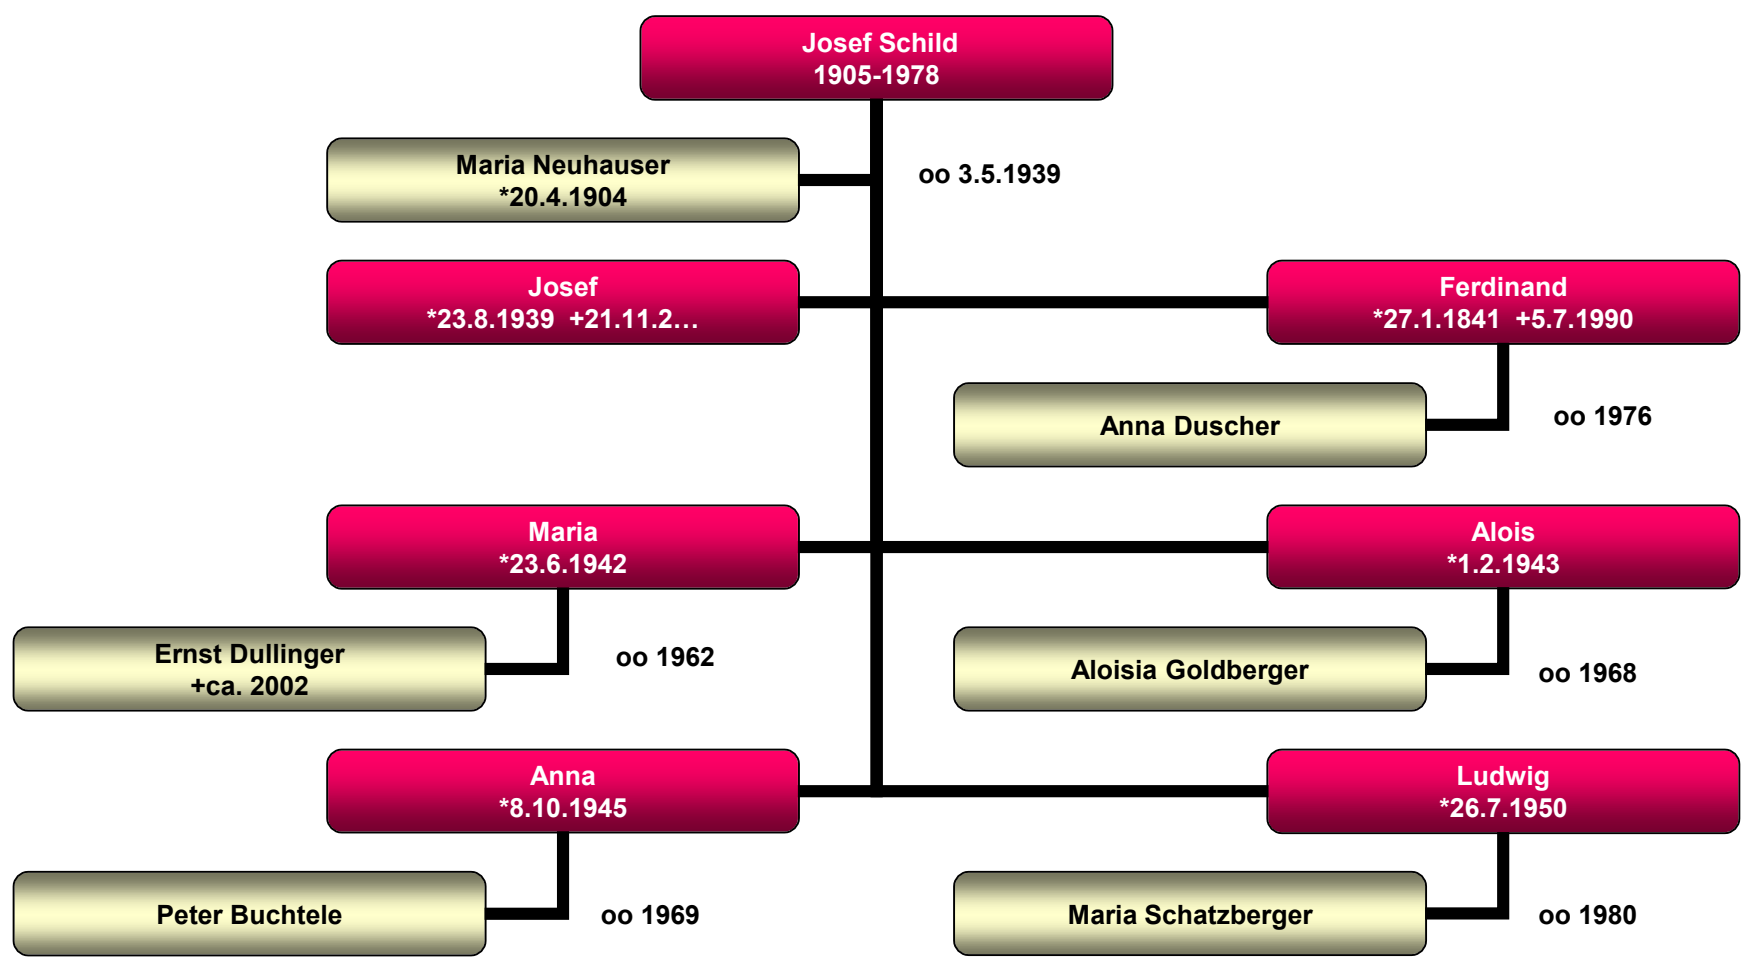 Josef Schild
1905-1978
Maria Neuhauser
*20.4.1904
oo 3.5.1939
Josef
*23.8.1939  +21.11.2…
Ferdinand
*27.1.1841  +5.7.1990
Anna Duscher
oo 1976
Maria
*23.6.1942
Alois
*1.2.1943
Ernst Dullinger
+ca. 2002
oo 1962
Aloisia Goldberger
oo 1968
Anna
*8.10.1945
Ludwig
*26.7.1950
Peter Buchtele
oo 1969
Maria Schatzberger
oo 1980